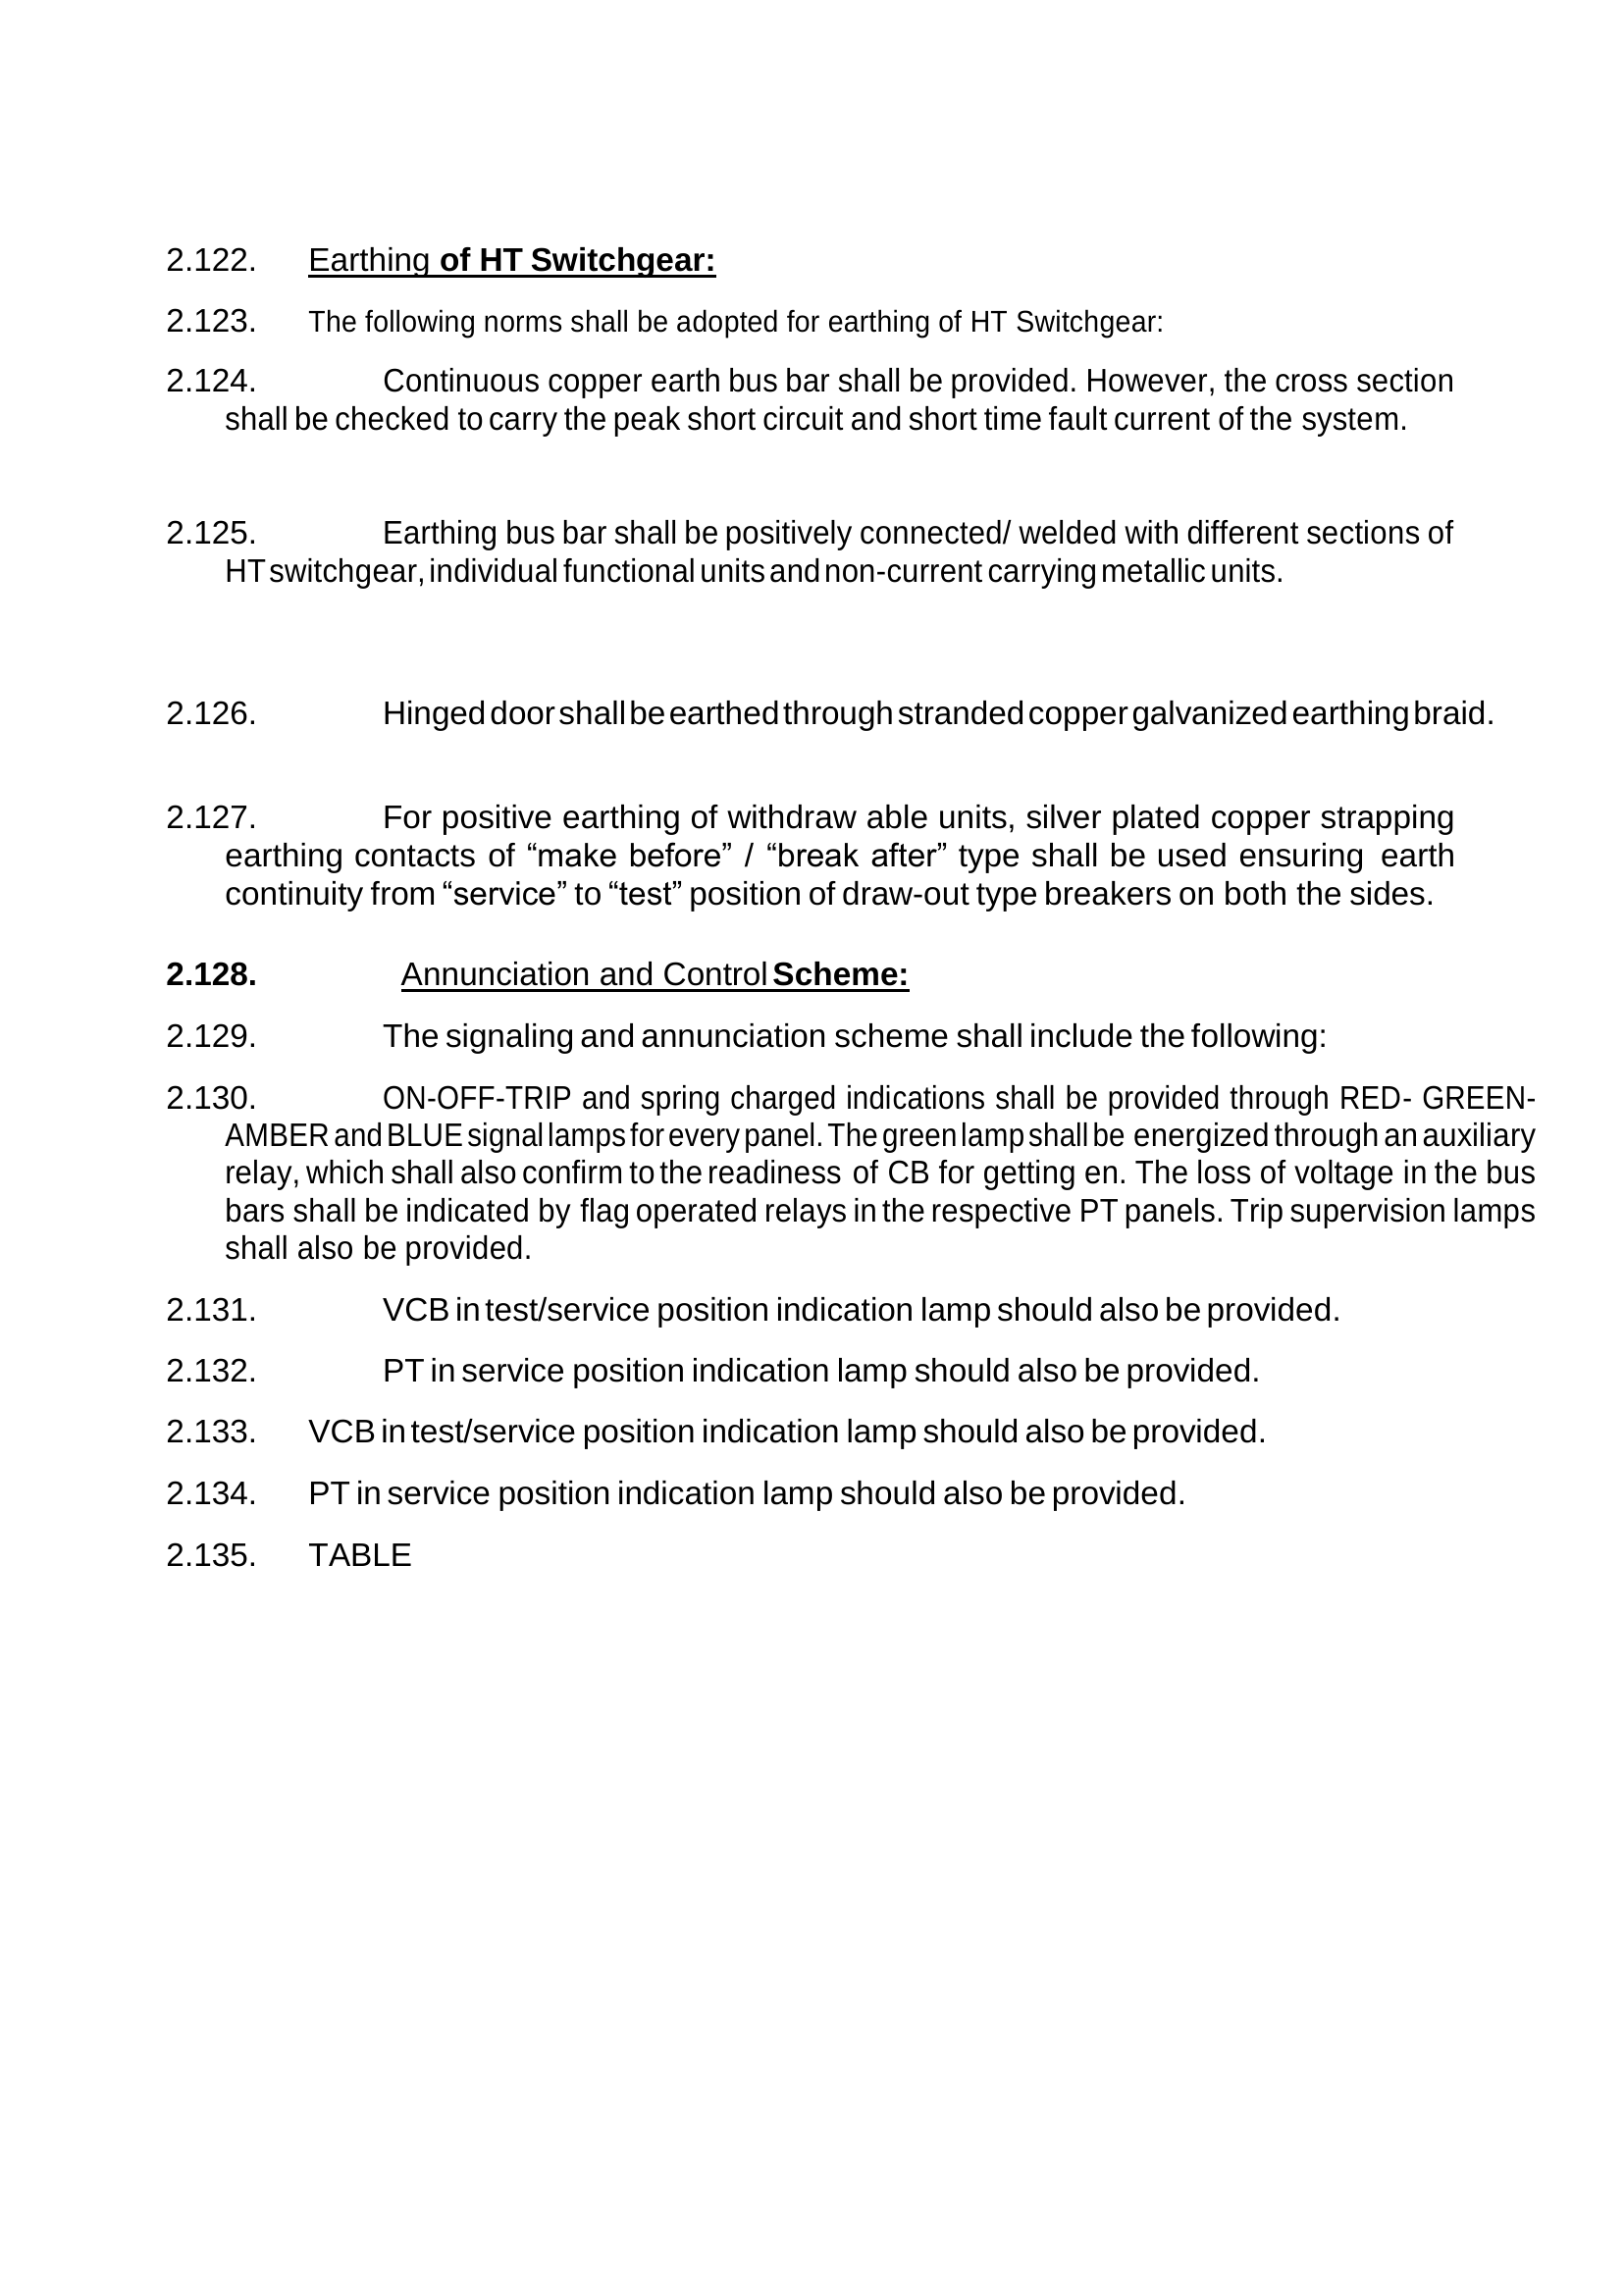 2.122. Earthing of HT Switchgear:
2.123. The following norms shall be adopted for earthing of HT Switchgear:
2.124. Continuous copper earth bus bar shall be provided. However, the cross section
shall be checked to carry the peak short circuit and short time fault current of the system.
2.125. Earthing bus bar shall be positively connected/ welded with different sections of
HT switchgear, individual functional units and non-current carrying metallic units.
2.126. Hinged door shall be earthed through stranded copper galvanized earthing braid.
2.127. For positive earthing of withdraw able units, silver plated copper strapping
earthing contacts of “make before” / “break after” type shall be used ensuring earth
continuity from “service” to “test” position of draw-out type breakers on both the sides.
2.128. Annunciation and Control Scheme:
2.129. The signaling and annunciation scheme shall include the following:
2.130. ON-OFF-TRIP and spring charged indications shall be provided through RED- GREEN-
AMBER and BLUE signal lamps for every panel. The green lamp shall be energized through an auxiliary
relay, which shall also confirm to the readiness of CB for getting en. The loss of voltage in the bus
bars shall be indicated by flag operated relays in the respective PT panels. Trip supervision lamps
shall also be provided.
2.131. VCB in test/service position indication lamp should also be provided.
2.132. PT in service position indication lamp should also be provided.
2.133. VCB in test/service position indication lamp should also be provided.
2.134. PT in service position indication lamp should also be provided.
2.135. TABLE